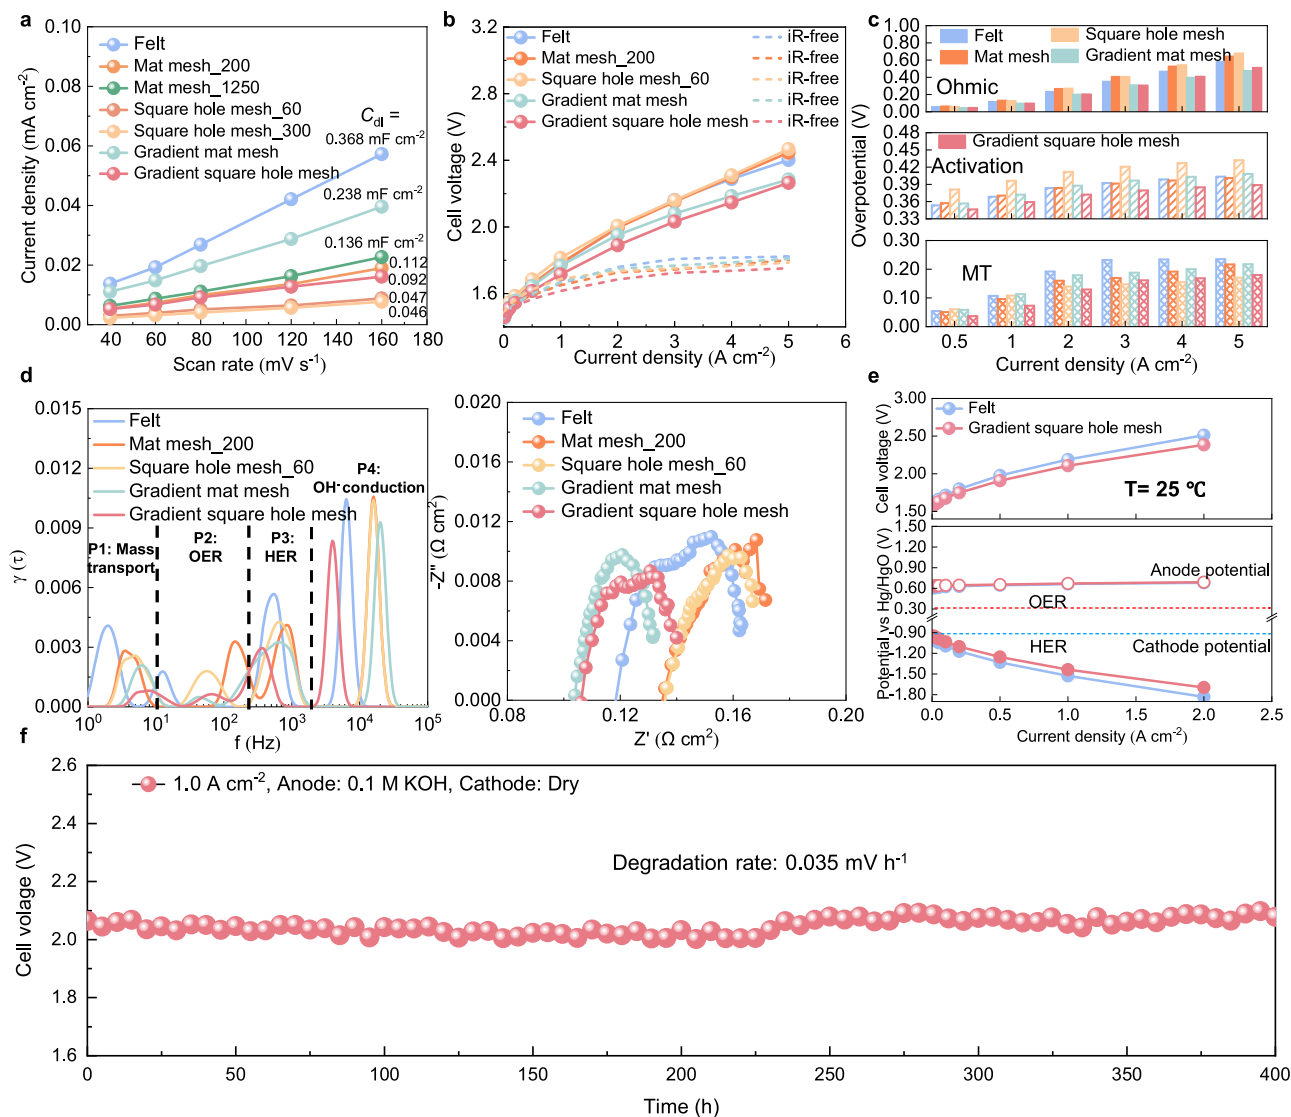 a
0.10
0.08
0.06
0.04
0.02
0.00
Current density (mA cm⁻²)
Felt
Mat mesh_200
Mat mesh_1250
Square hole mesh_60
Square hole mesh_300
Gradient mat mesh
Gradient square hole mesh
Cdl =
0.368 mF cm⁻²
0.238 mF cm⁻²
0.136 mF cm⁻²
0.112
0.092
0.047
0.046
40 60 80 100 120 140 160 180
Scan rate (mV s⁻¹)
b
3.2
2.8
2.4
2.0
1.6
Cell voltage (V)
Felt
Mat mesh_200
Square hole mesh_60
Gradient mat mesh
Gradient square hole mesh
iR-free
iR-free
iR-free
iR-free
iR-free
0 1 2 3 4 5 6
Current density (A cm⁻²)
c
1.00
0.80
0.60
0.40
0.20
0.00
Felt
Mat mesh
Square hole mesh
Gradient mat mesh
Ohmic
0.48
0.45
0.42
0.39
0.36
0.33
Gradient square hole mesh
Activation
Overpotential (V)
0.30
0.20
0.10
0.00
MT
0.5 1 2 3 4 5
Current density (A cm⁻²)
d
0.015
0.012
0.009
0.006
0.003
0.000
γ (τ)
Felt
Mat mesh_200
Square hole mesh_60
Gradient mat mesh
Gradient square hole mesh
P1: Mass
transport
P2:
OER
P3:
HER
P4:
OH⁻conduction
10⁰ 10¹ 10² 10³ 10⁴ 10⁵
f (Hz)
0.020
0.016
0.012
0.008
0.004
0.000
-Z'' (Ω cm²)
Felt
Mat mesh_200
Square hole mesh_60
Gradient mat mesh
Gradient square hole mesh
0.08 0.12 0.16 0.20
Z' (Ω cm²)
e
3.00
2.50
2.00
1.50
Cell voltage (V)
Felt
Gradient square hole mesh
T= 25 ℃
1.50
1.20
0.90
0.60
0.30
-0.90
-1.20
-1.50
-1.80
Potential vs Hg/HgO (V)
Anode potential
OER
HER
Cathode potential
0.0 0.5 1.0 1.5 2.0 2.5
Current density (A cm⁻²)
f
2.6
2.4
2.2
2.0
1.8
1.6
Cell volage (V)
1.0 A cm⁻², Anode: 0.1 M KOH, Cathode: Dry
Degradation rate: 0.035 mV h⁻¹
0 50 100 150 200 250 300 350 400
Time (h)